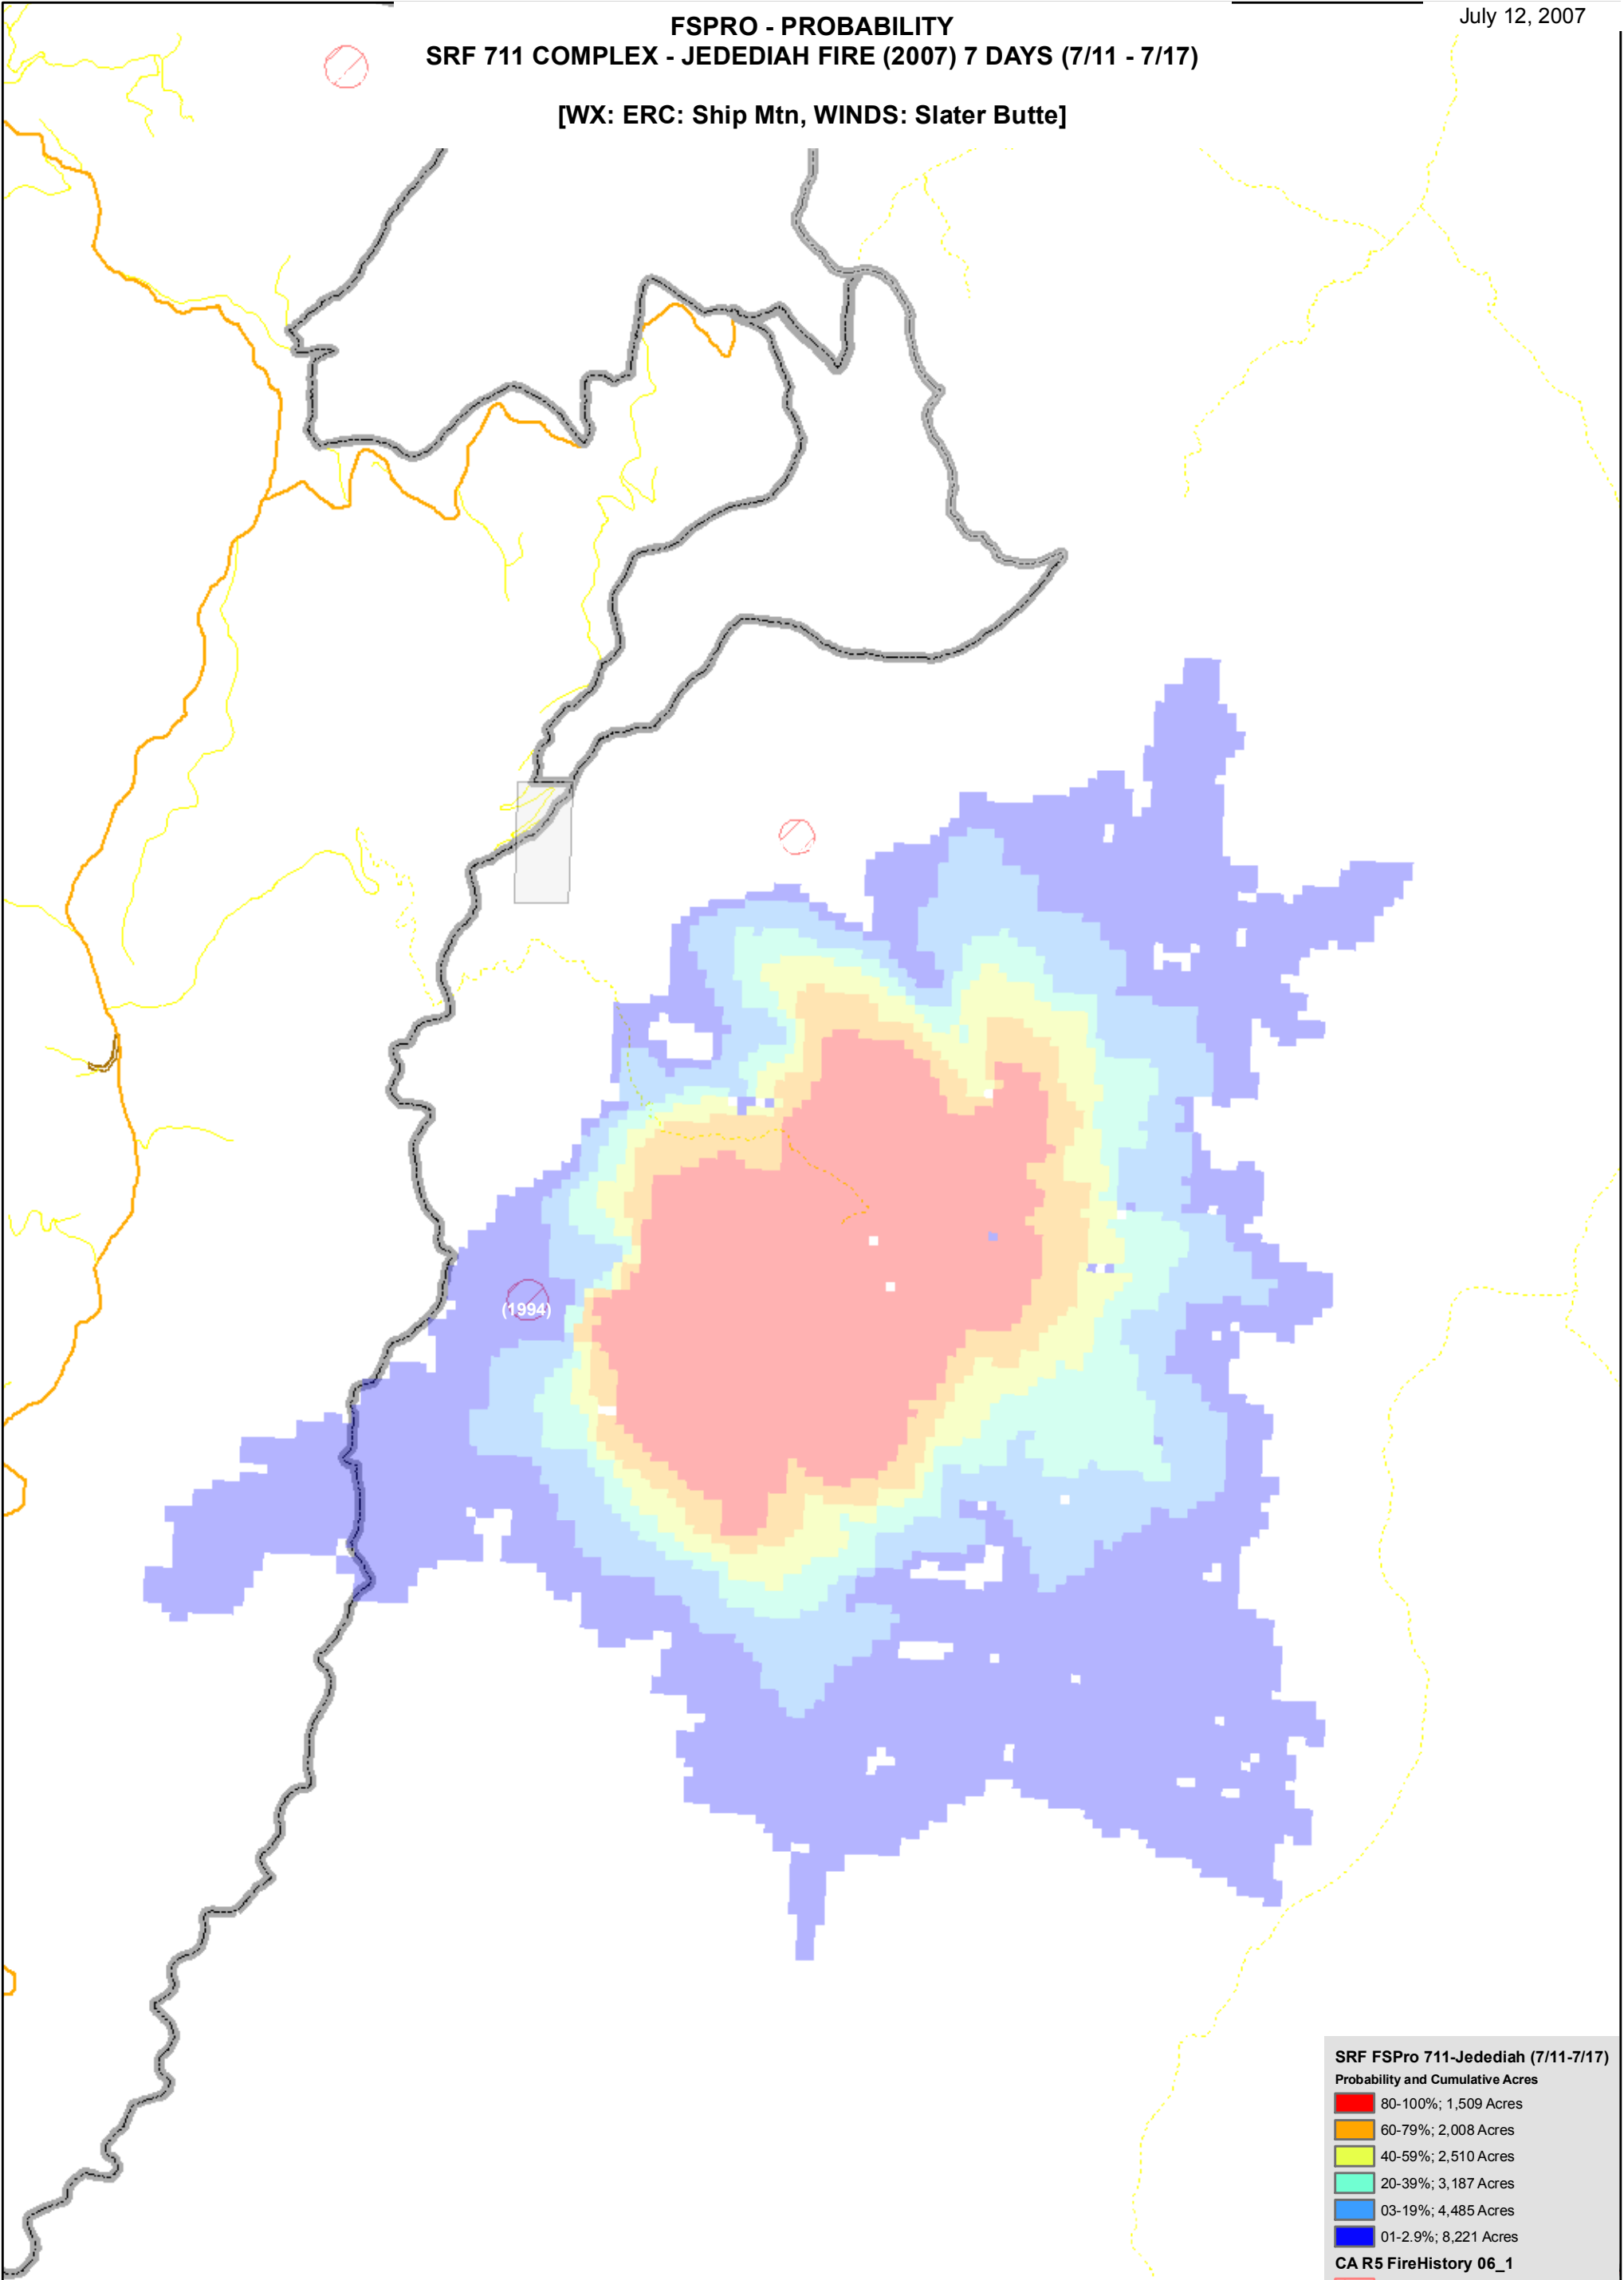 July 12, 2007
FSPRO - PROBABILITY
SRF 711 COMPLEX - JEDEDIAH FIRE (2007) 7 DAYS (7/11 - 7/17)
[WX: ERC: Ship Mtn, WINDS: Slater Butte]
(1994)
SRF FSPro 711-Jedediah (7/11-7/17)
Probability and Cumulative Acres
80-100%; 1,509 Acres
60-79%; 2,008 Acres
40-59%; 2,510 Acres
20-39%; 3,187 Acres
03-19%; 4,485 Acres
01-2.9%; 8,221 Acres
CA R5 FireHistory 06_1